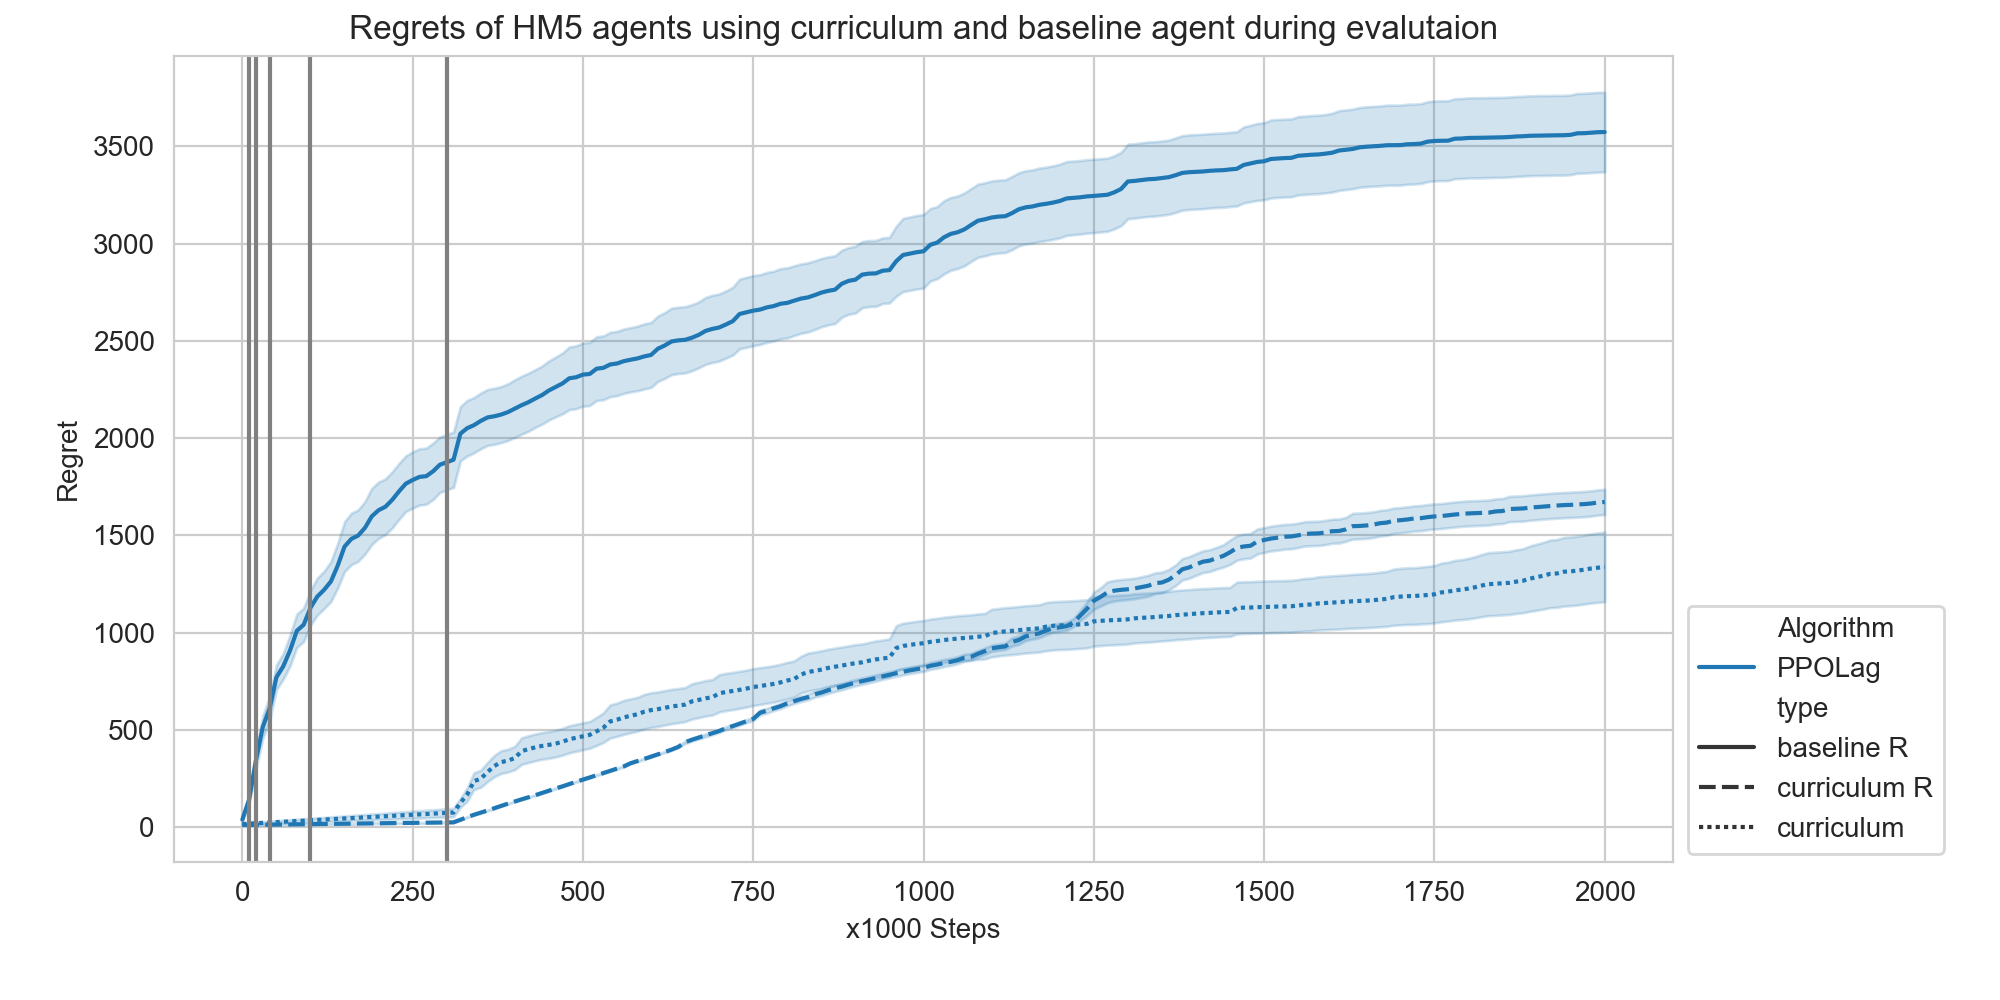 Regrets of HM5 agents using curriculum and baseline agent during evalutaion
3500
3000
2500
2000
1500
1000
500
0
Regret
0 250 500 750 1000 1250 1500 1750 2000
x1000 Steps
Algorithm
PPOLag
type
baseline R
curriculum R
curriculum